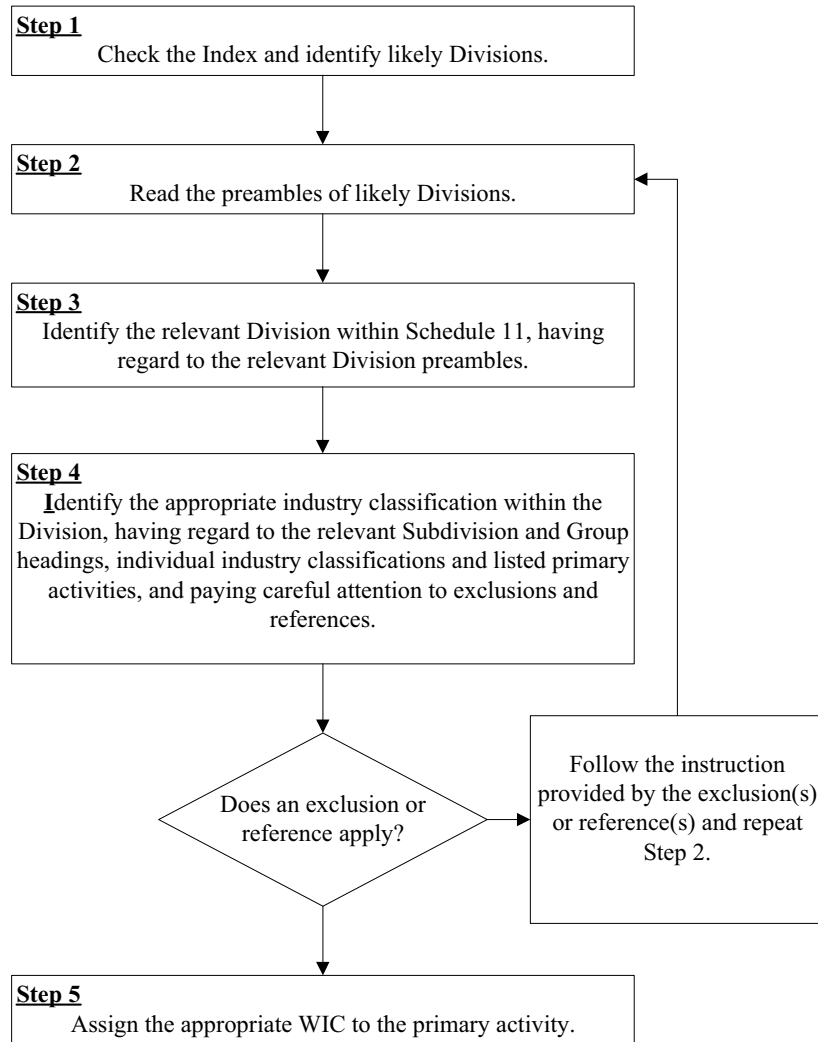 Step 1
Check the Index and identify likely Divisions.
Step 2
Read the preambles of likely Divisions.
Step 3
Identify the relevant Division within Schedule 11, having
regard to the relevant Division preambles.
Step 4
Identify the appropriate industry classification within the
Division, having regard to the relevant Subdivision and Group
headings, individual industry classifications and listed primary
activities, and paying careful attention to exclusions and
references.
Does an exclusion or
reference apply?
Follow the instruction
provided by the exclusion(s)
or reference(s) and repeat
Step 2.
Step 5
Assign the appropriate WIC to the primary activity.